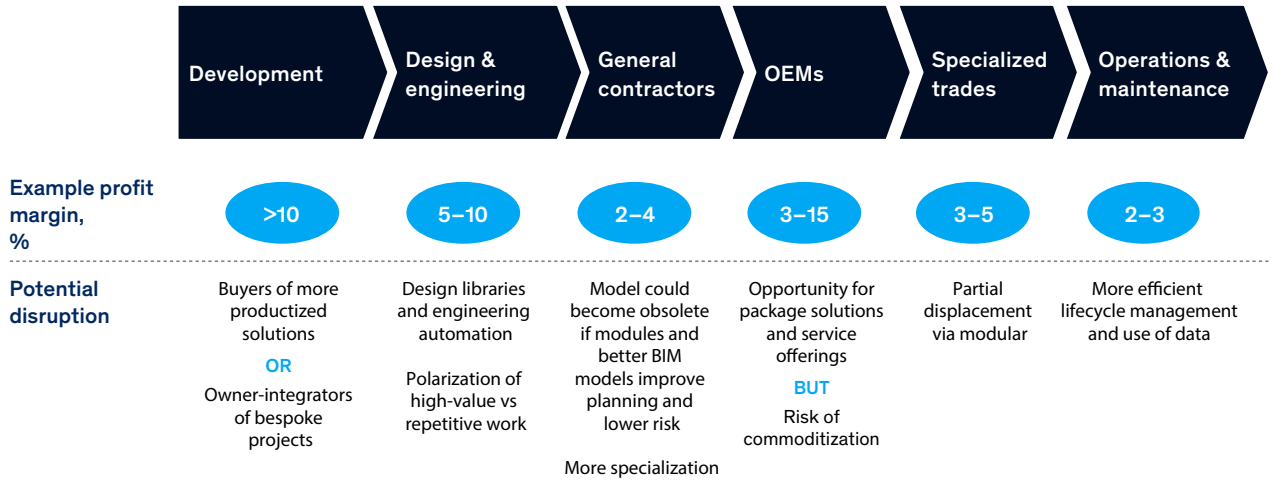 Development
Design &
engineering
General
contractors
OEMs
Specialized
trades
Operations &
maintenance
Example profit
margin,
%
>10
5–10
2–4
3–15
3–5
2–3
Potential
disruption
Buyers of more
productized
solutions
OR
Owner-integrators
of bespoke
projects
Design libraries
and engineering
automation
Polarization of
high-value vs
repetitive work
Model could
become obsolete
if modules and
better BIM
models improve
planning and
lower risk
More specialization
Opportunity for
package solutions
and service
offerings
BUT
Risk of
commoditization
Partial
displacement
via modular
More efficient
lifecycle management
and use of data